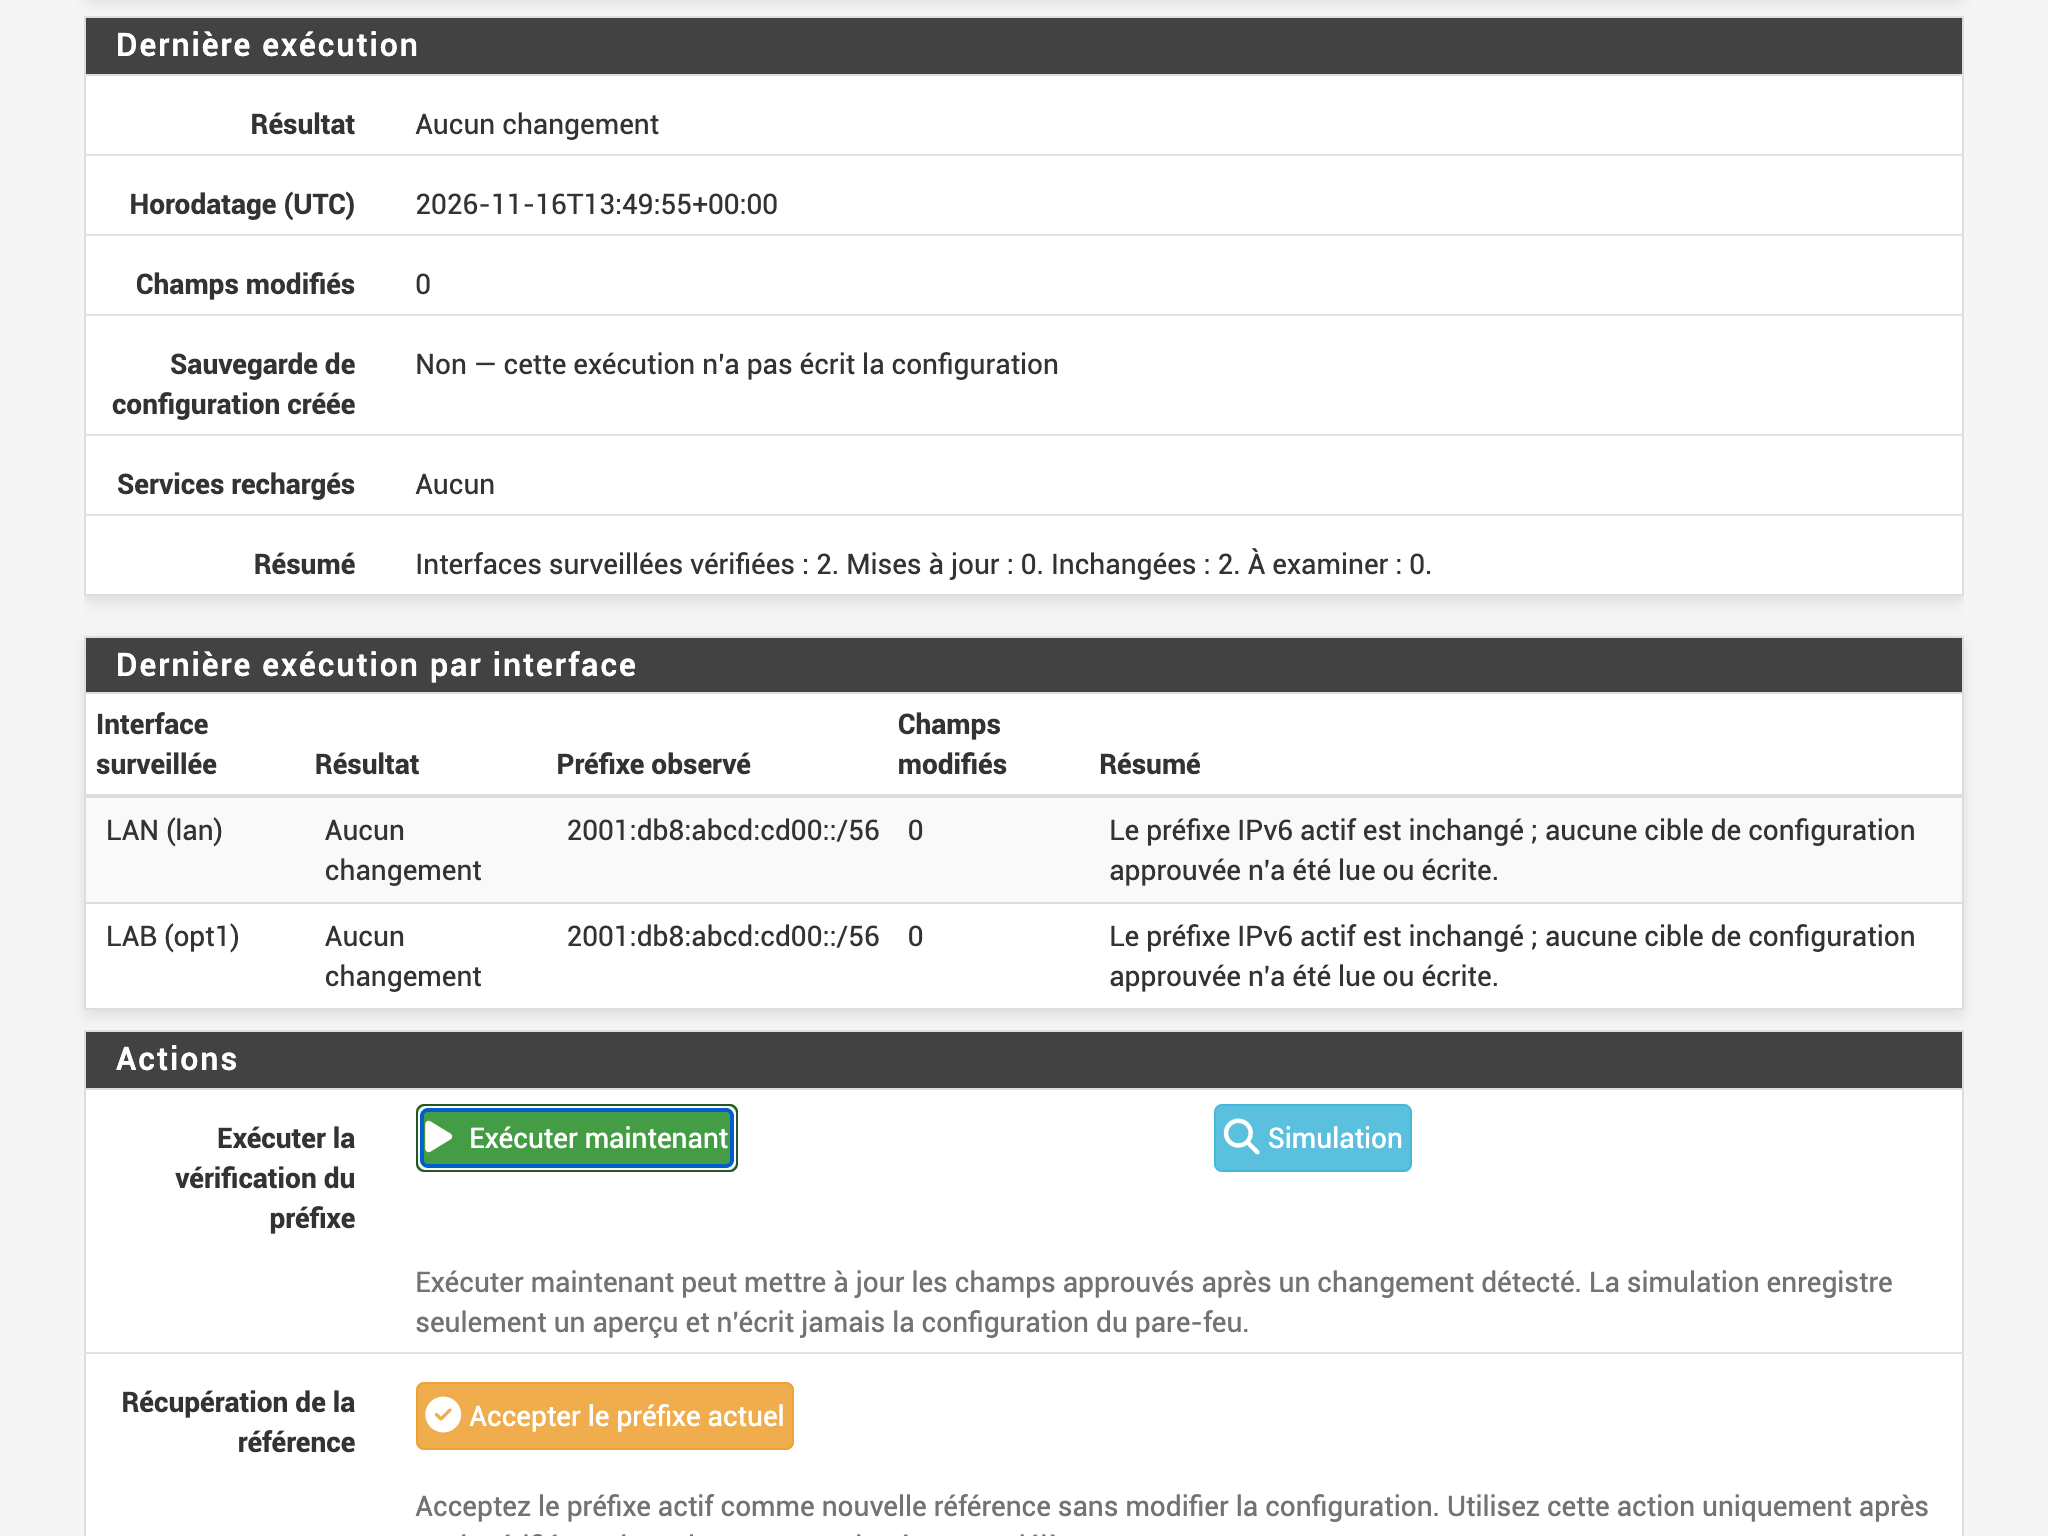 Dernière exécution
Résultat
Aucun changement
Horodatage (UTC)
2026-11-16T13:49:55+00:00
Champs modifiés
0
Sauvegarde de
configuration créée
Non — cette exécution n'a pas écrit la configuration
Services rechargés
Aucun
Résumé
Interfaces surveillées vérifiées : 2. Mises à jour : 0. Inchangées : 2. À examiner : 0.
Dernière exécution par interface
Interface
surveillée
Résultat
Préfixe observé
Champs
modifiés
Résumé
LAN (lan)
Aucun
changement
2001:db8:abcd:cd00::/56
0
Le préfixe IPv6 actif est inchangé ; aucune cible de configuration
approuvée n'a été lue ou écrite.
LAB (opt1)
Aucun
changement
2001:db8:abcd:cd00::/56
0
Le préfixe IPv6 actif est inchangé ; aucune cible de configuration
approuvée n'a été lue ou écrite.
Actions
Exécuter la
vérification du
préfixe
Exécuter maintenant
Simulation
Exécuter maintenant peut mettre à jour les champs approuvés après un changement détecté. La simulation enregistre
seulement un aperçu et n'écrit jamais la configuration du pare-feu.
Récupération de la
référence
Accepter le préfixe actuel
Acceptez le préfixe actif comme nouvelle référence sans modifier la configuration. Utilisez cette action uniquement après